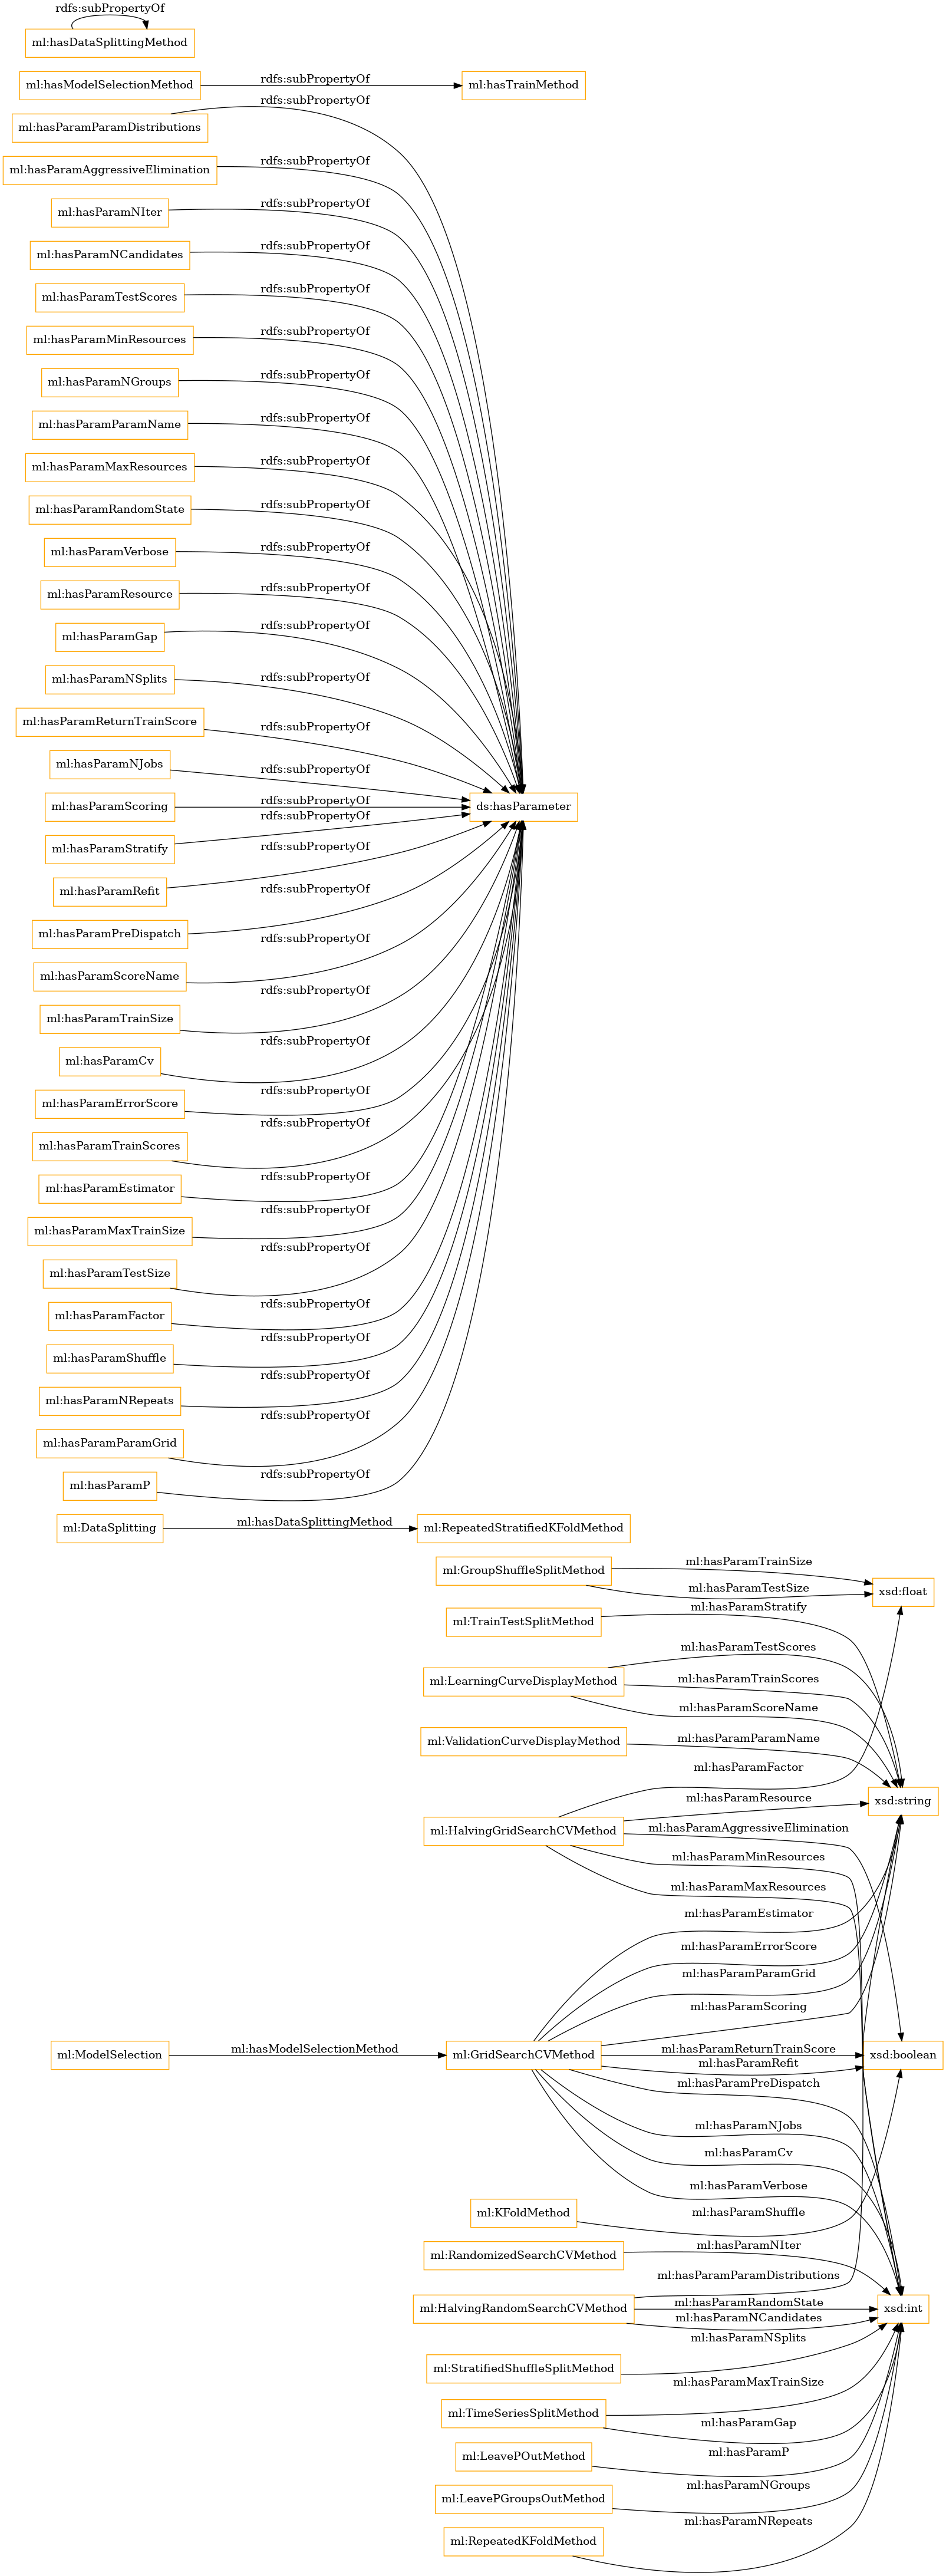 rdfs:subPropertyOf
ml:hasDataSplittingMethod
ml:hasModelSelectionMethod
rdfs:subPropertyOf
ml:hasTrainMethod
rdfs:subPropertyOf
ml:hasParamParamDistributions
ml:hasParamAggressiveElimination
rdfs:subPropertyOf
ml:hasParamNIter
rdfs:subPropertyOf
ml:hasParamNCandidates
rdfs:subPropertyOf
ml:hasParamTestScores
rdfs:subPropertyOf
ml:hasParamMinResources
rdfs:subPropertyOf
ml:hasParamNGroups
rdfs:subPropertyOf
ml:hasParamParamName
rdfs:subPropertyOf
ml:hasParamMaxResources
rdfs:subPropertyOf
ml:hasParamRandomState
rdfs:subPropertyOf
ml:hasParamVerbose
rdfs:subPropertyOf
ml:hasParamResource
rdfs:subPropertyOf
ml:hasParamGap
rdfs:subPropertyOf
ml:hasParamNSplits
rdfs:subPropertyOf
ml:hasParamReturnTrainScore
rdfs:subPropertyOf
ml:hasParamNJobs
rdfs:subPropertyOf
ml:hasParamScoring
rdfs:subPropertyOf
ds:hasParameter
rdfs:subPropertyOf
ml:hasParamStratify
rdfs:subPropertyOf
ml:hasParamRefit
rdfs:subPropertyOf
ml:hasParamPreDispatch
rdfs:subPropertyOf
ml:hasParamScoreName
rdfs:subPropertyOf
ml:hasParamTrainSize
rdfs:subPropertyOf
ml:hasParamCv
rdfs:subPropertyOf
ml:hasParamErrorScore
rdfs:subPropertyOf
ml:hasParamTrainScores
rdfs:subPropertyOf
ml:hasParamEstimator
rdfs:subPropertyOf
ml:hasParamMaxTrainSize
rdfs:subPropertyOf
ml:hasParamTestSize
rdfs:subPropertyOf
ml:hasParamFactor
rdfs:subPropertyOf
ml:hasParamShuffle
rdfs:subPropertyOf
ml:hasParamNRepeats
rdfs:subPropertyOf
ml:hasParamParamGrid
rdfs:subPropertyOf
ml:hasParamP
ml:DataSplitting
ml:hasDataSplittingMethod
ml:RepeatedStratifiedKFoldMethod
ml:GroupShuffleSplitMethod
ml:hasParamTrainSize
ml:hasParamTestSize
xsd:float
ml:TrainTestSplitMethod
ml:hasParamStratify
ml:LearningCurveDisplayMethod
ml:hasParamTestScores
ml:hasParamTrainScores
ml:hasParamScoreName
ml:ValidationCurveDisplayMethod
ml:hasParamParamName
ml:hasParamFactor
xsd:string
ml:HalvingGridSearchCVMethod
ml:hasParamResource
ml:hasParamAggressiveElimination
ml:hasParamMinResources
ml:hasParamMaxResources
ml:hasParamEstimator
ml:hasParamErrorScore
ml:hasParamParamGrid
ml:hasParamScoring
ml:ModelSelection
ml:hasModelSelectionMethod
ml:GridSearchCVMethod
ml:hasParamReturnTrainScore
xsd:boolean
ml:hasParamRefit
ml:hasParamPreDispatch
ml:hasParamNJobs
ml:hasParamCv
ml:hasParamVerbose
ml:KFoldMethod
ml:hasParamShuffle
ml:RandomizedSearchCVMethod
ml:hasParamNIter
ml:hasParamParamDistributions
ml:HalvingRandomSearchCVMethod
ml:hasParamRandomState
xsd:int
ml:hasParamNCandidates
ml:hasParamNSplits
ml:StratifiedShuffleSplitMethod
ml:hasParamMaxTrainSize
ml:TimeSeriesSplitMethod
ml:hasParamGap
ml:LeavePOutMethod
ml:hasParamP
ml:LeavePGroupsOutMethod
ml:hasParamNGroups
ml:hasParamNRepeats
ml:RepeatedKFoldMethod